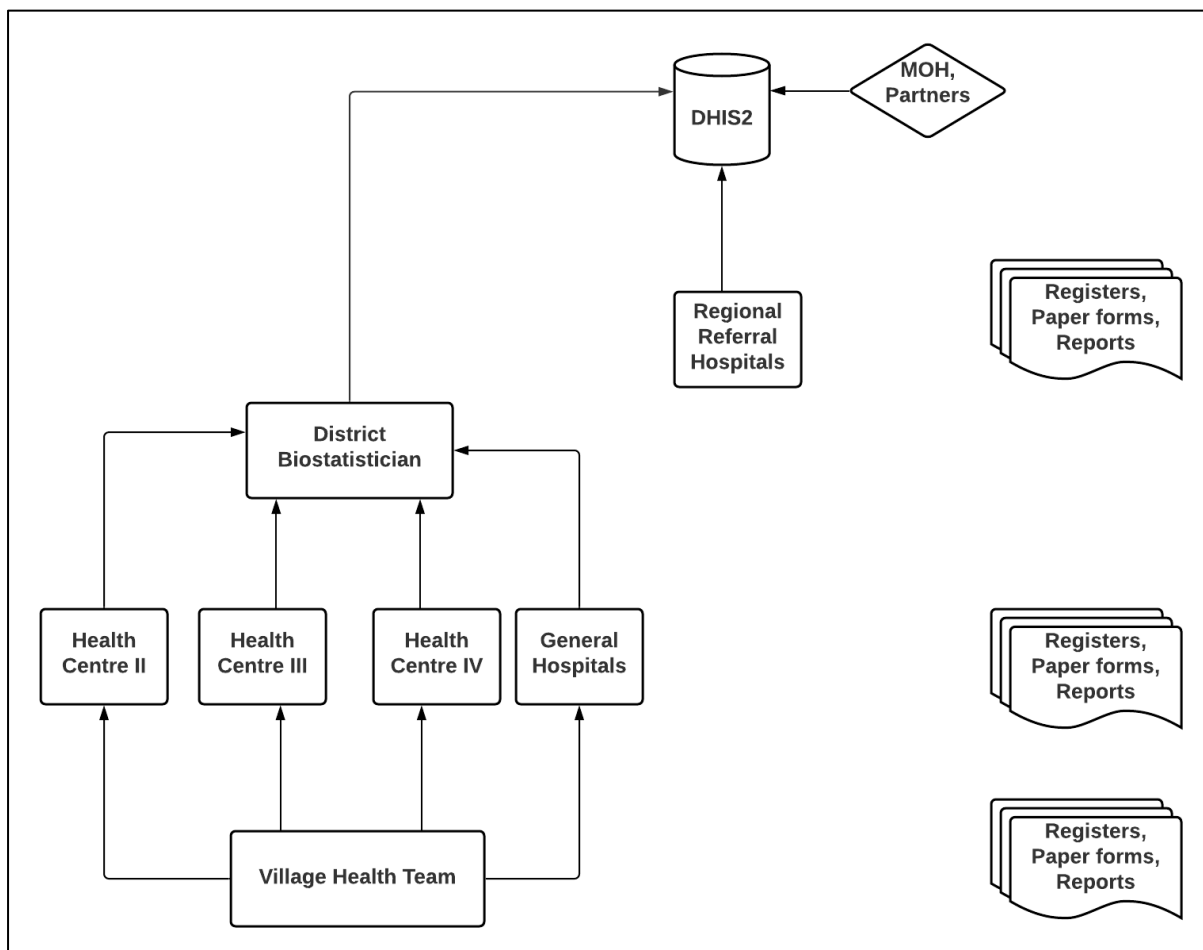 MOH,
Partners
DHIS2
Regional
Referral
Hospitals
Registers,
Paper forms,
Reports
District
Biostatistician
Health
Centre II
Health
Centre III
Health
Centre IV
General
Hospitals
Registers,
Paper forms,
Reports
Village Health Team
Registers,
Paper forms,
Reports